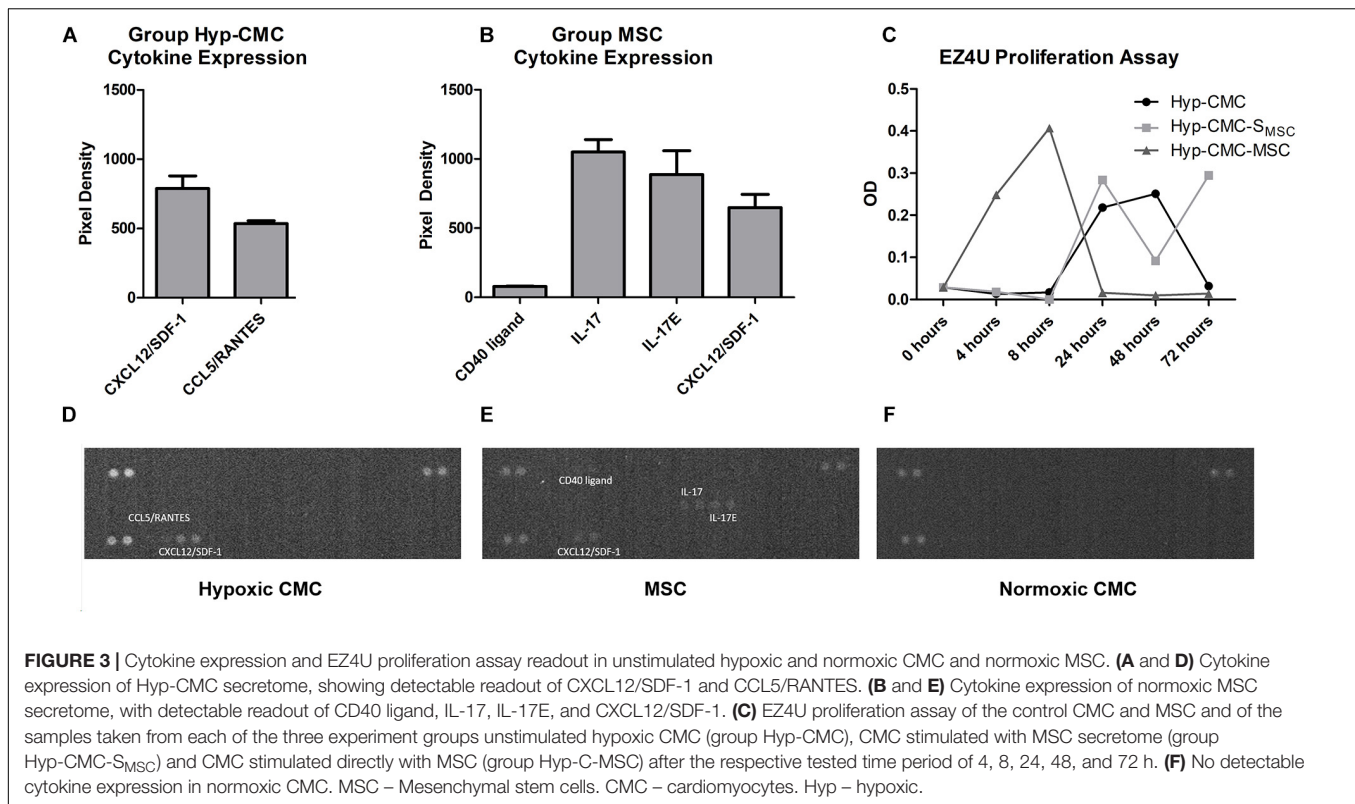 A
Group Hyp-CMC
Cytokine Expression
1500
1000
500
0
Pixel Density
CXCL12/SDF-1
CCL5/RANTES
B
Group MSC
Cytokine Expression
1500
1000
500
0
Pixel Density
CD40 ligand
IL-17
IL-17E
CXCL12/SDF-1
C
EZ4U Proliferation Assay
0.5
0.4
0.3
0.2
0.1
0.0
OD
Hyp-CMC
Hyp-CMC-SMSC
Hyp-CMC-MSC
0 hours
4 hours
8 hours
24 hours
48 hours
72 hours
D
CCL5/RANTES
CXCL12/SDF-1
Hypoxic CMC
E
CD40 ligand
IL-17
IL-17E
CXCL12/SDF-1
MSC
F
Normoxic CMC
FIGURE 3 | Cytokine expression and EZ4U proliferation assay readout in unstimulated hypoxic and normoxic CMC and normoxic MSC. (A and D) Cytokine
expression of Hyp-CMC secretome, showing detectable readout of CXCL12/SDF-1 and CCL5/RANTES. (B and E) Cytokine expression of normoxic MSC
secretome, with detectable readout of CD40 ligand, IL-17, IL-17E, and CXCL12/SDF-1. (C) EZ4U proliferation assay of the control CMC and MSC and of the
samples taken from each of the three experiment groups unstimulated hypoxic CMC (group Hyp-CMC), CMC stimulated with MSC secretome (group
Hyp-CMC-SMSC) and CMC stimulated directly with MSC (group Hyp-C-MSC) after the respective tested time period of 4, 8, 24, 48, and 72 h. (F) No detectable
cytokine expression in normoxic CMC. MSC – Mesenchymal stem cells. CMC – cardiomyocytes. Hyp – hypoxic.